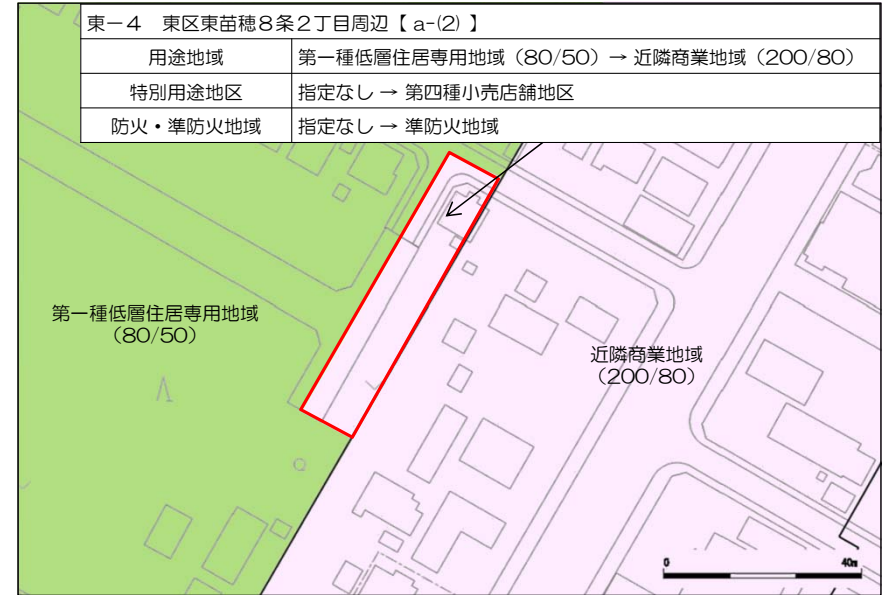 東－4 東区東苗穂8条2丁目周辺【 a-(2) 】
用途地域 第一種低層住居専用地域（80/50）→ 近隣商業地域（200/80）
特別用途地区 指定なし → 第四種小売店舗地区
防火・準防火地域 指定なし → 準防火地域
第一種低層住居専用地域
（80/50）
近隣商業地域
（200/80）
0 40m